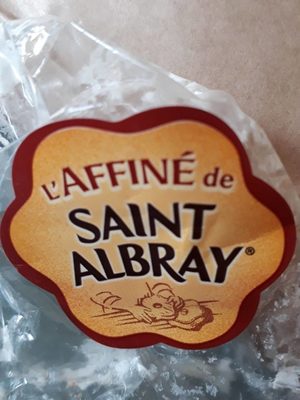 L'AFFINÉ de
SAINT
ALBRAY®